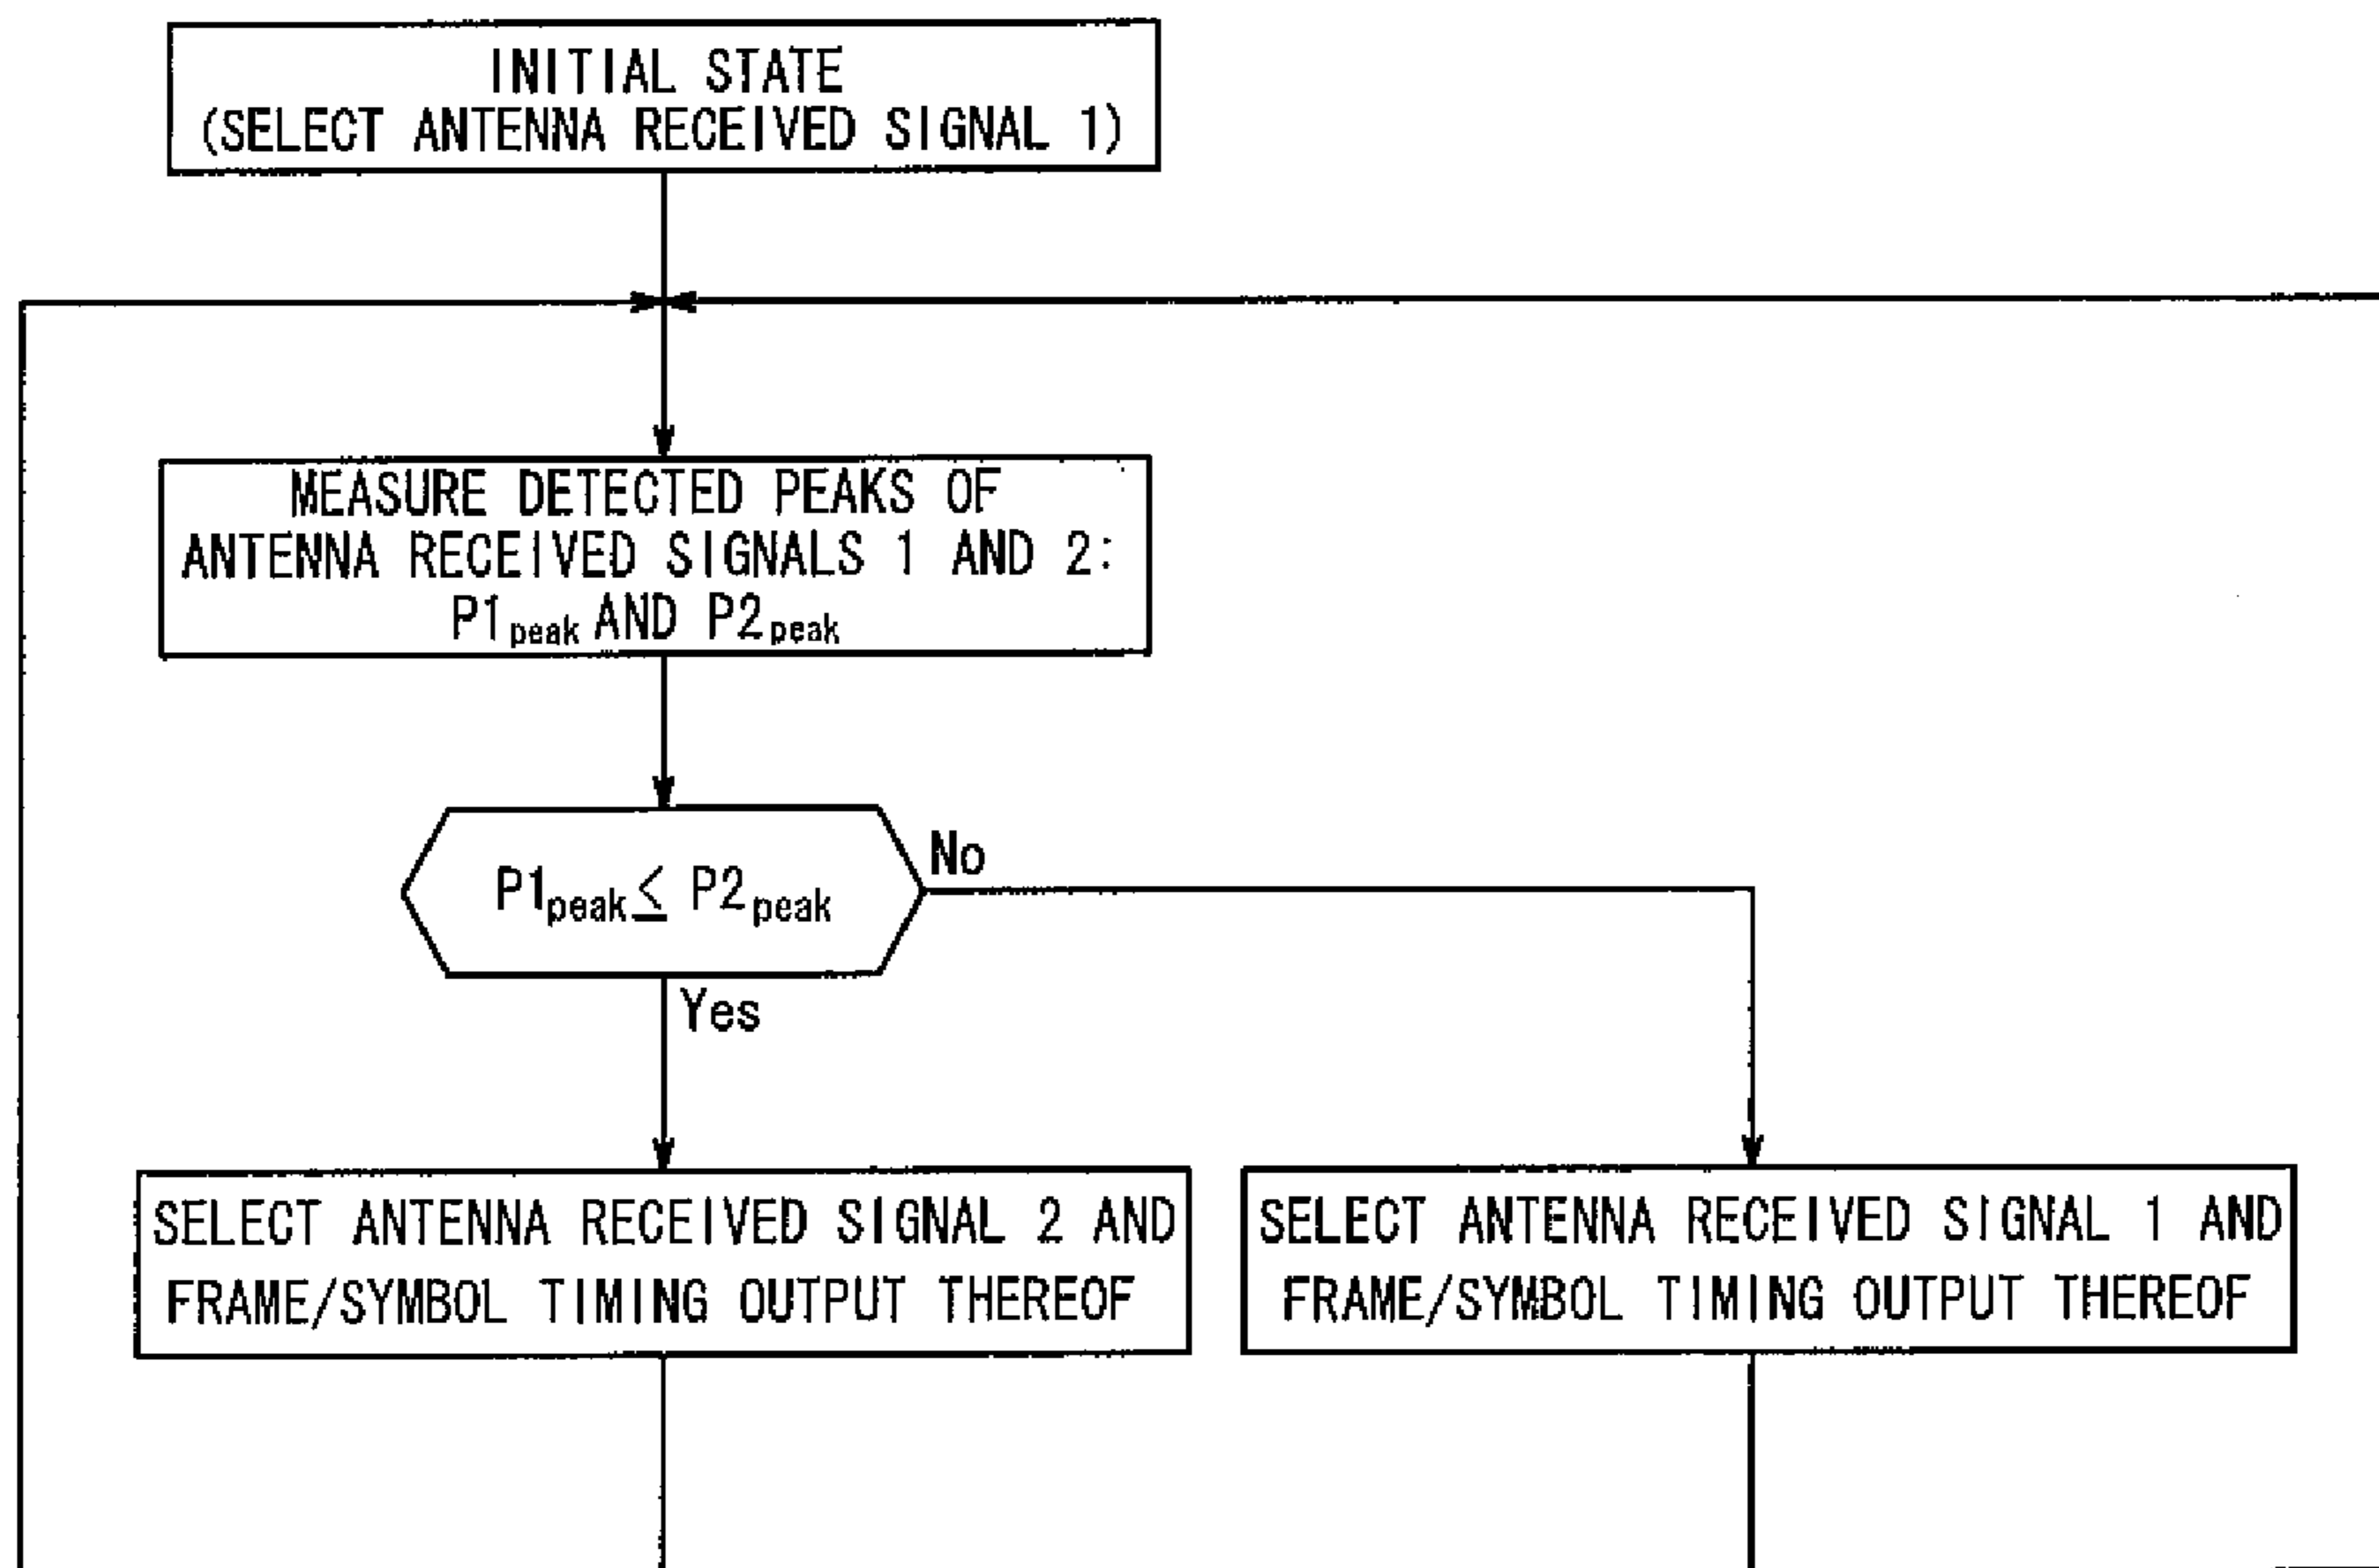 INITIAL STATE
(SELECT ANTENNA RECEIVED SIGNAL 1)
MEASURE DETECTED PEAKS OF
ANTENNA RECEIVED SIGNALS 1 AND 2:
P1peak AND P2peak
P1peak ≤ P2peak
No
Yes
SELECT ANTENNA RECEIVED SIGNAL 2 AND
FRAME/SYMBOL TIMING OUTPUT THEREOF
SELECT ANTENNA RECEIVED SIGNAL 1 AND
FRAME/SYMBOL TIMING OUTPUT THEREOF